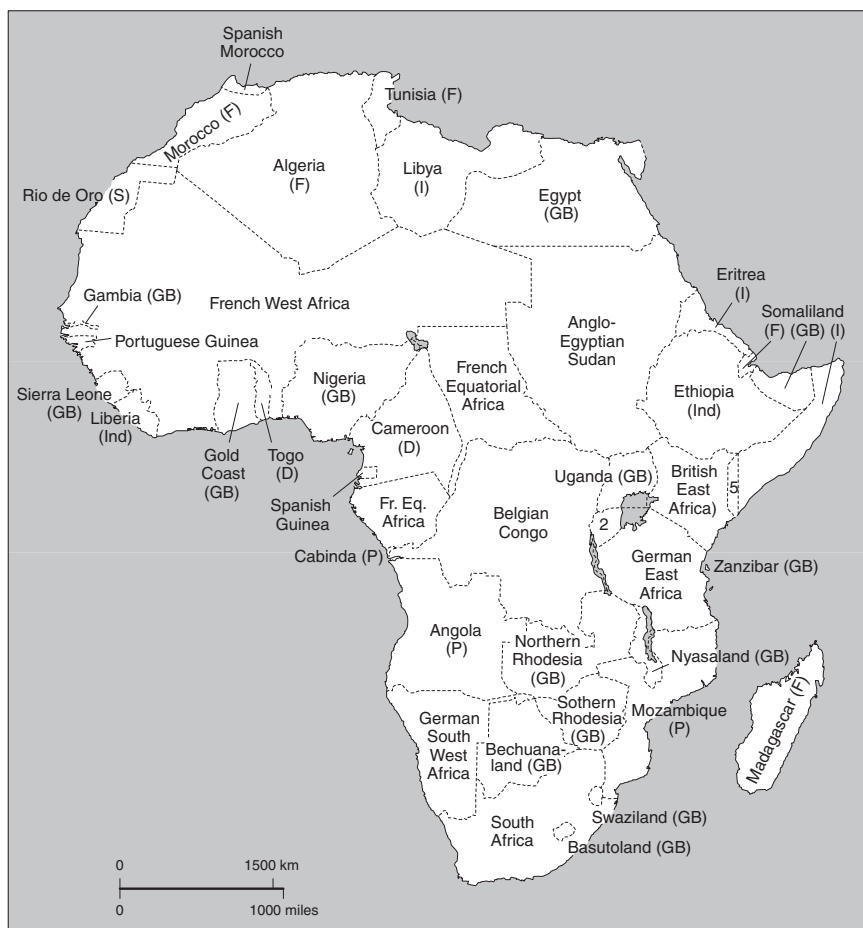 Spanish
Morocco
Tunisia (F)
Morocco (F)
Algeria
(F)
Libya
(I)
Egypt
(GB)
Rio de Oro (S)
Eritrea
(I)
Gambia (GB)
French West Africa
Anglo-
Egyptian
Sudan
Somaliland
(F) (GB) (I)
Portuguese Guinea
Nigeria
(GB)
French
Equatorial
Africa
Ethiopia
(Ind)
Sierra Leone
(GB)
Liberia
(Ind)
Cameroon
(D)
Gold
Coast
(GB)
Togo
(D)
Uganda (GB)
British
East
Africa)
5
Spanish
Guinea
Fr. Eq.
Africa
Belgian
Congo
2
Cabinda (P)
German
East
Africa
Zanzibar (GB)
Angola
(P)
Northern
Rhodesia
(GB)
Nyasaland (GB)
German
South
West
Africa
Sothern
Rhodesia
(GB)
Mozambique
(P)
Madagascar (F)
Bechuana-
land (GB)
South
Africa
Swaziland (GB)
Basutoland (GB)
0 1500 km
0 1000 miles